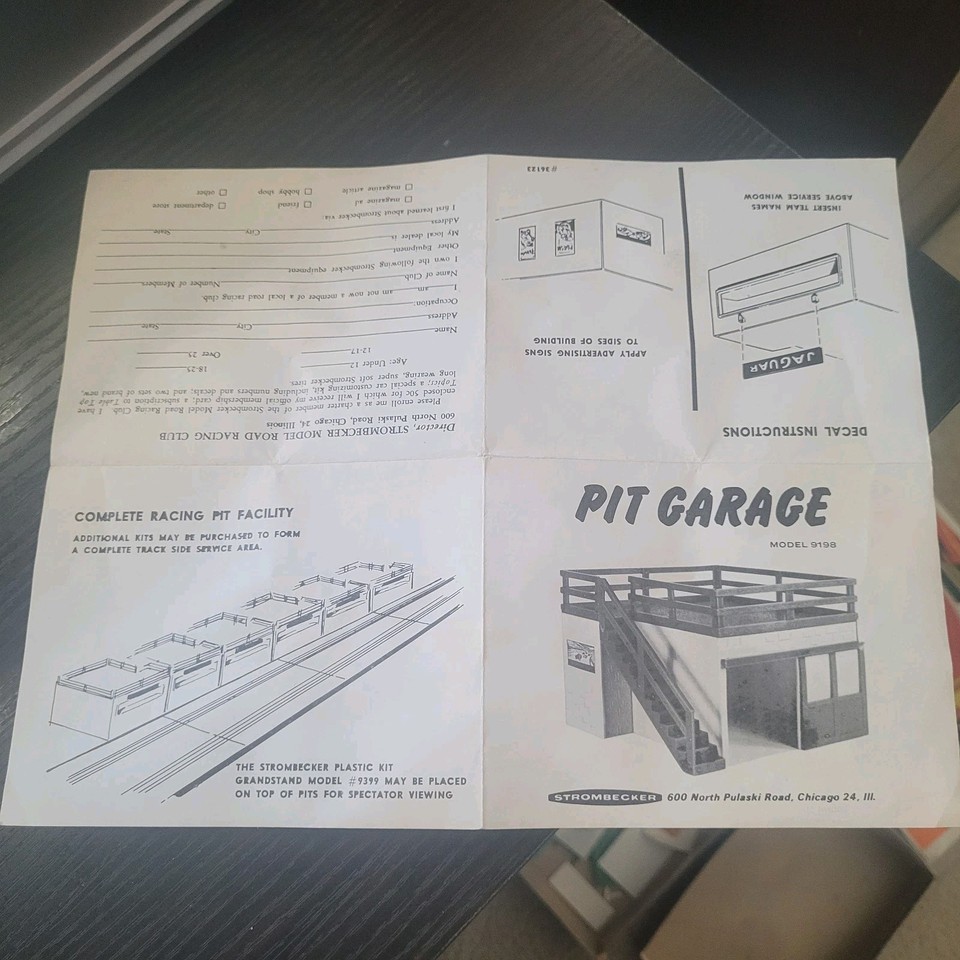 PIT GARAGE
MODEL 9198
STROMBECKER 600 North Pulaski Road, Chicago 24, Ill.
COMPLETE RACING PIT FACILITY
ADDITIONAL KITS MAY BE PURCHASED TO FORM
A COMPLETE TRACK SIDE SERVICE AREA.
THE STROMBECKER PLASTIC KIT
GRANDSTAND MODEL #9399 MAY BE PLACED
ON TOP OF PITS FOR SPECTATOR VIEWING
DECAL INSTRUCTIONS
JAGUAR
INSERT TEAM NAMES
ABOVE SERVICE WINDOW
APPLY ADVERTISING SIGNS
TO SIDES OF BUILDING
#36123
Director, STROMBECKER MODEL ROAD RACING CLUB
600 North Pulaski Road, Chicago 24, Illinois
Please enroll me as a charter member of the Strombecker Model Road Racing Club. I have
enclosed 50c for which I will receive my official membership card; a subscription to Table Top
Topics; a special car customizing kit, including numbers and decals; and two sets of brand new,
long wearing, super soft Strombecker tires.
Age: Under 12 18-25
12-17 Over 25
Name
Address City State
Occupation
I am am not now a member of a local road racing club.
Name of Club Number of Members
I own the following Strombecker equipment
Other Equipment
My local dealer is
Address City State
I first learned about Strombecker via:
magazine ad friend department store
magazine article hobby shop other